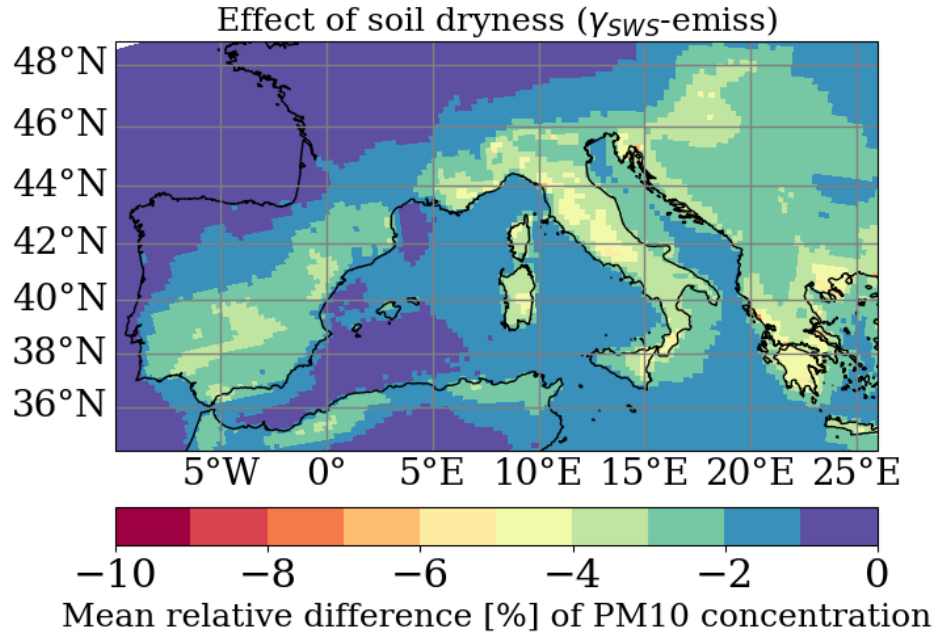 Effect of soil dryness (γSWS-emiss)
48°N
46°N
44°N
42°N
40°N
38°N
36°N
5°W 0° 5°E 10°E 15°E 20°E 25°E
−10 −8 −6 −4 −2 0
Mean relative difference [%] of PM10 concentration